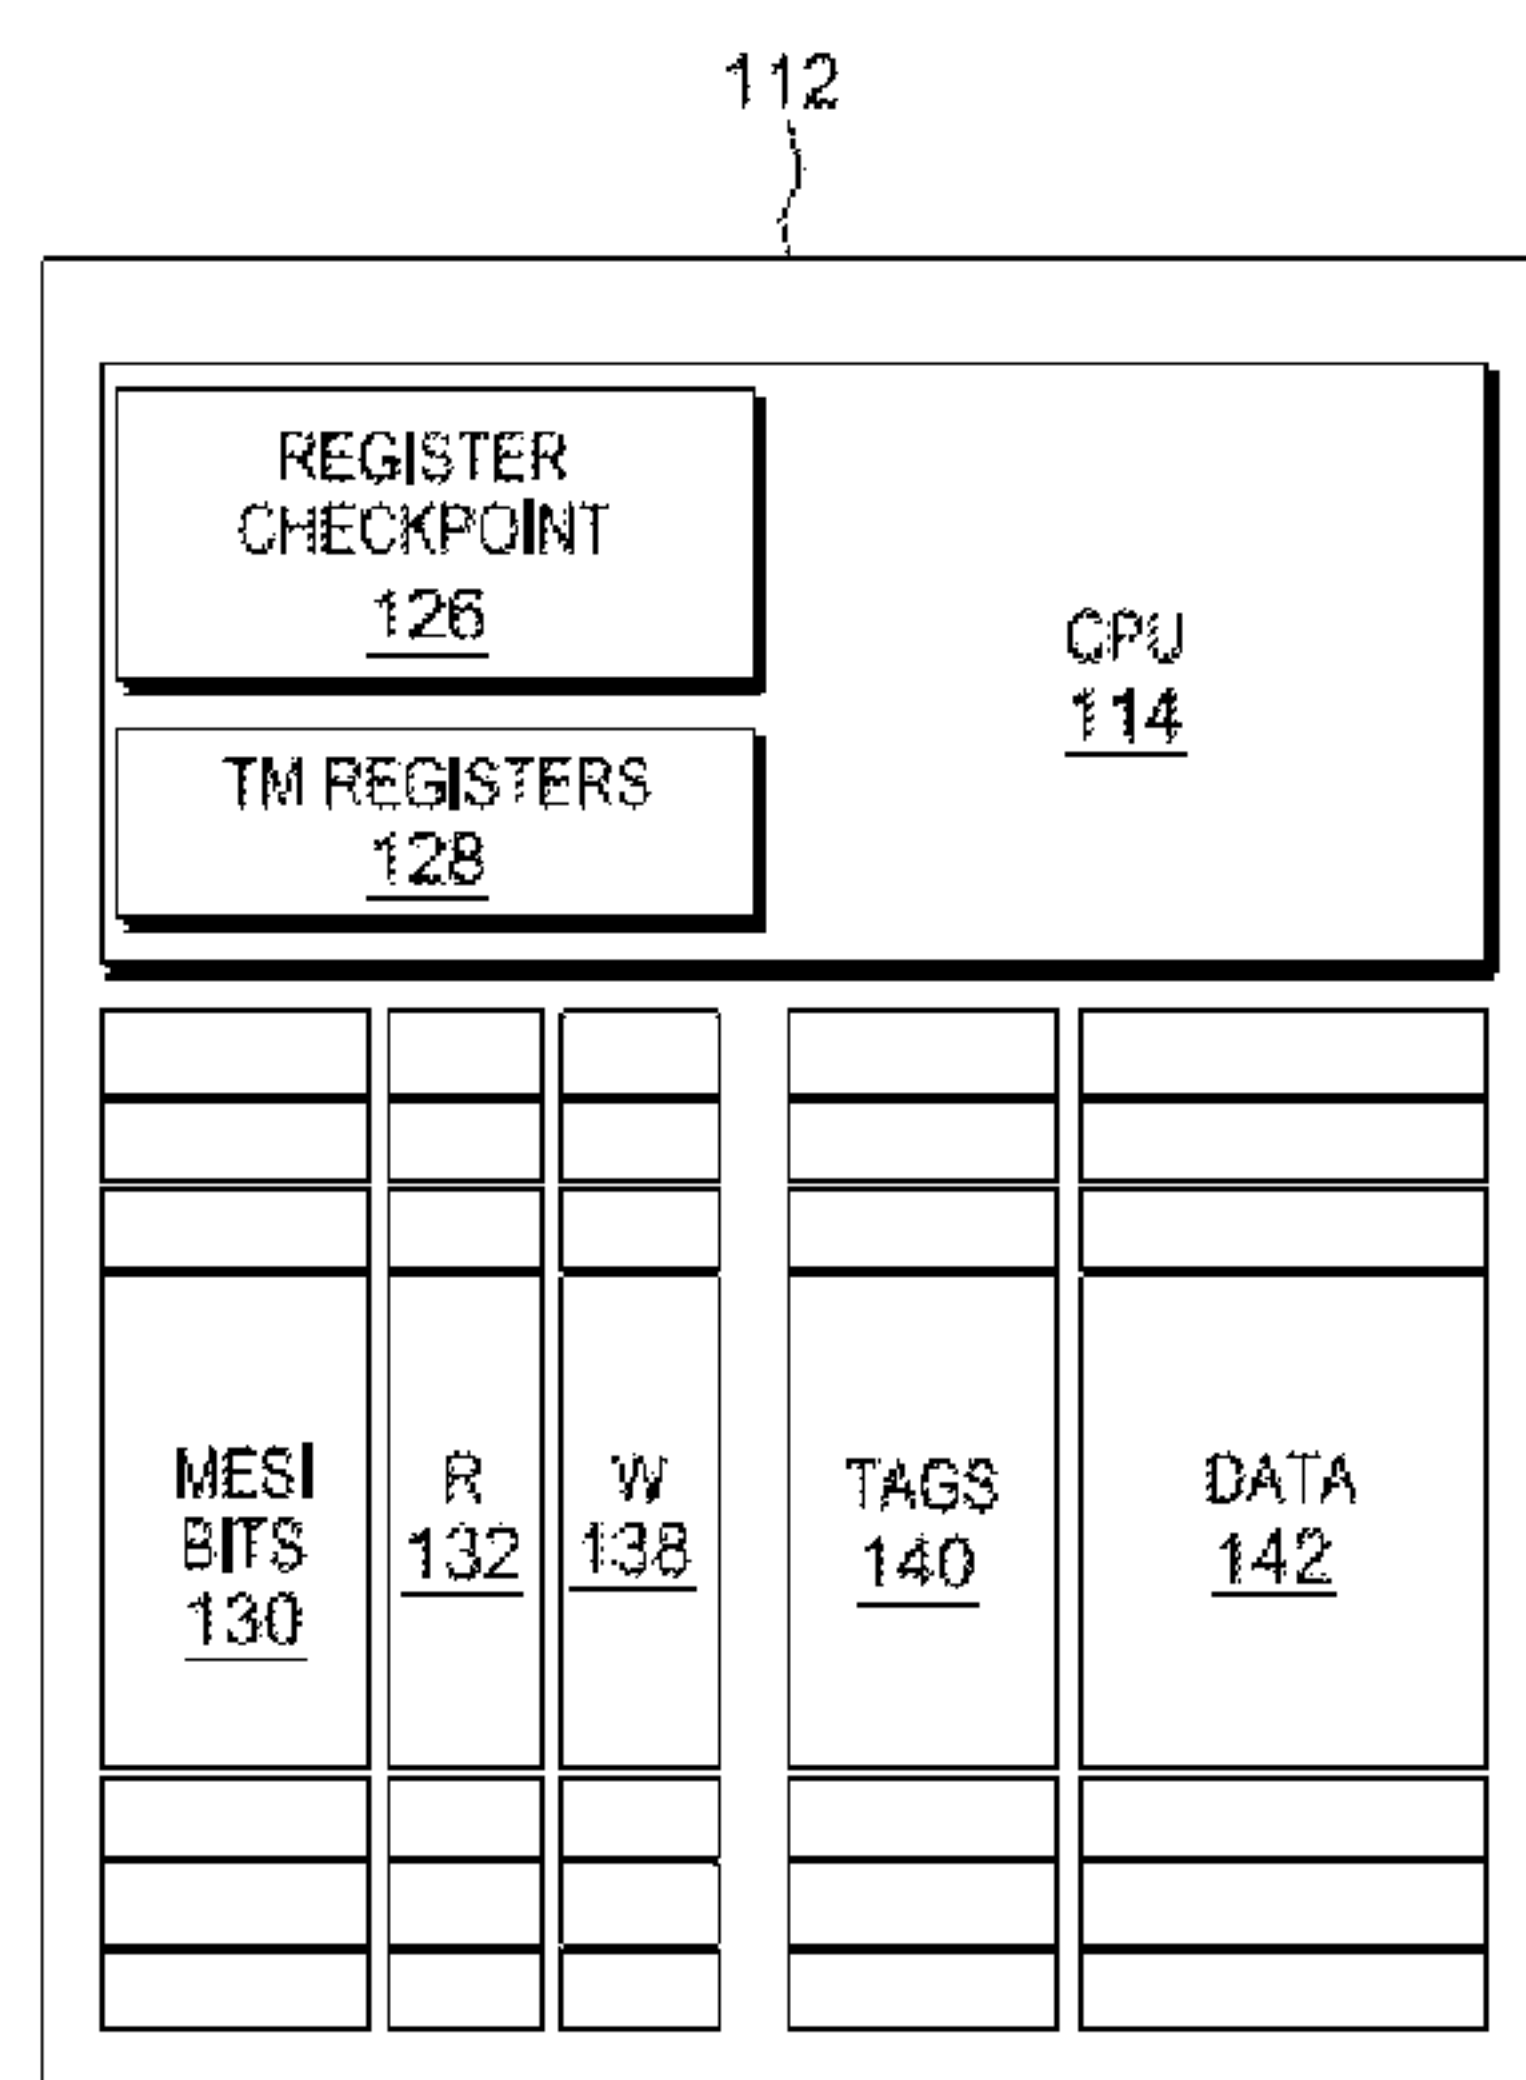 112
REGISTER
CHECKPOINT
126
CPU
114
TM REGISTERS
128
MESI
BITS
130
R
132
W
138
TAGS
140
DATA
142